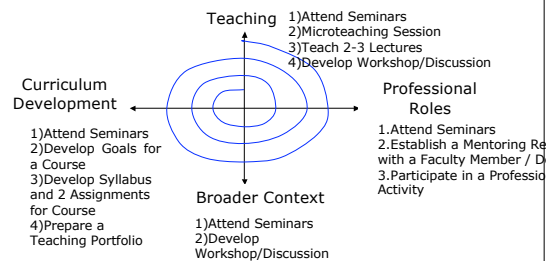 Teaching
1)Attend Seminars
2)Microteaching Session
3)Teach 2-3 Lectures
4)Develop Workshop/Discussion
Curriculum
Development
1)Attend Seminars
2)Develop Goals for
a Course
3)Develop Syllabus
and 2 Assignments
for Course
4)Prepare a
Teaching Portfolio
Professional
Roles
1.Attend Seminars
2.Establish a Mentoring
with a Faculty Member /
3.Participate in a
Activity
Broader Context
1)Attend Seminars
2)Develop
Workshop/Discussion